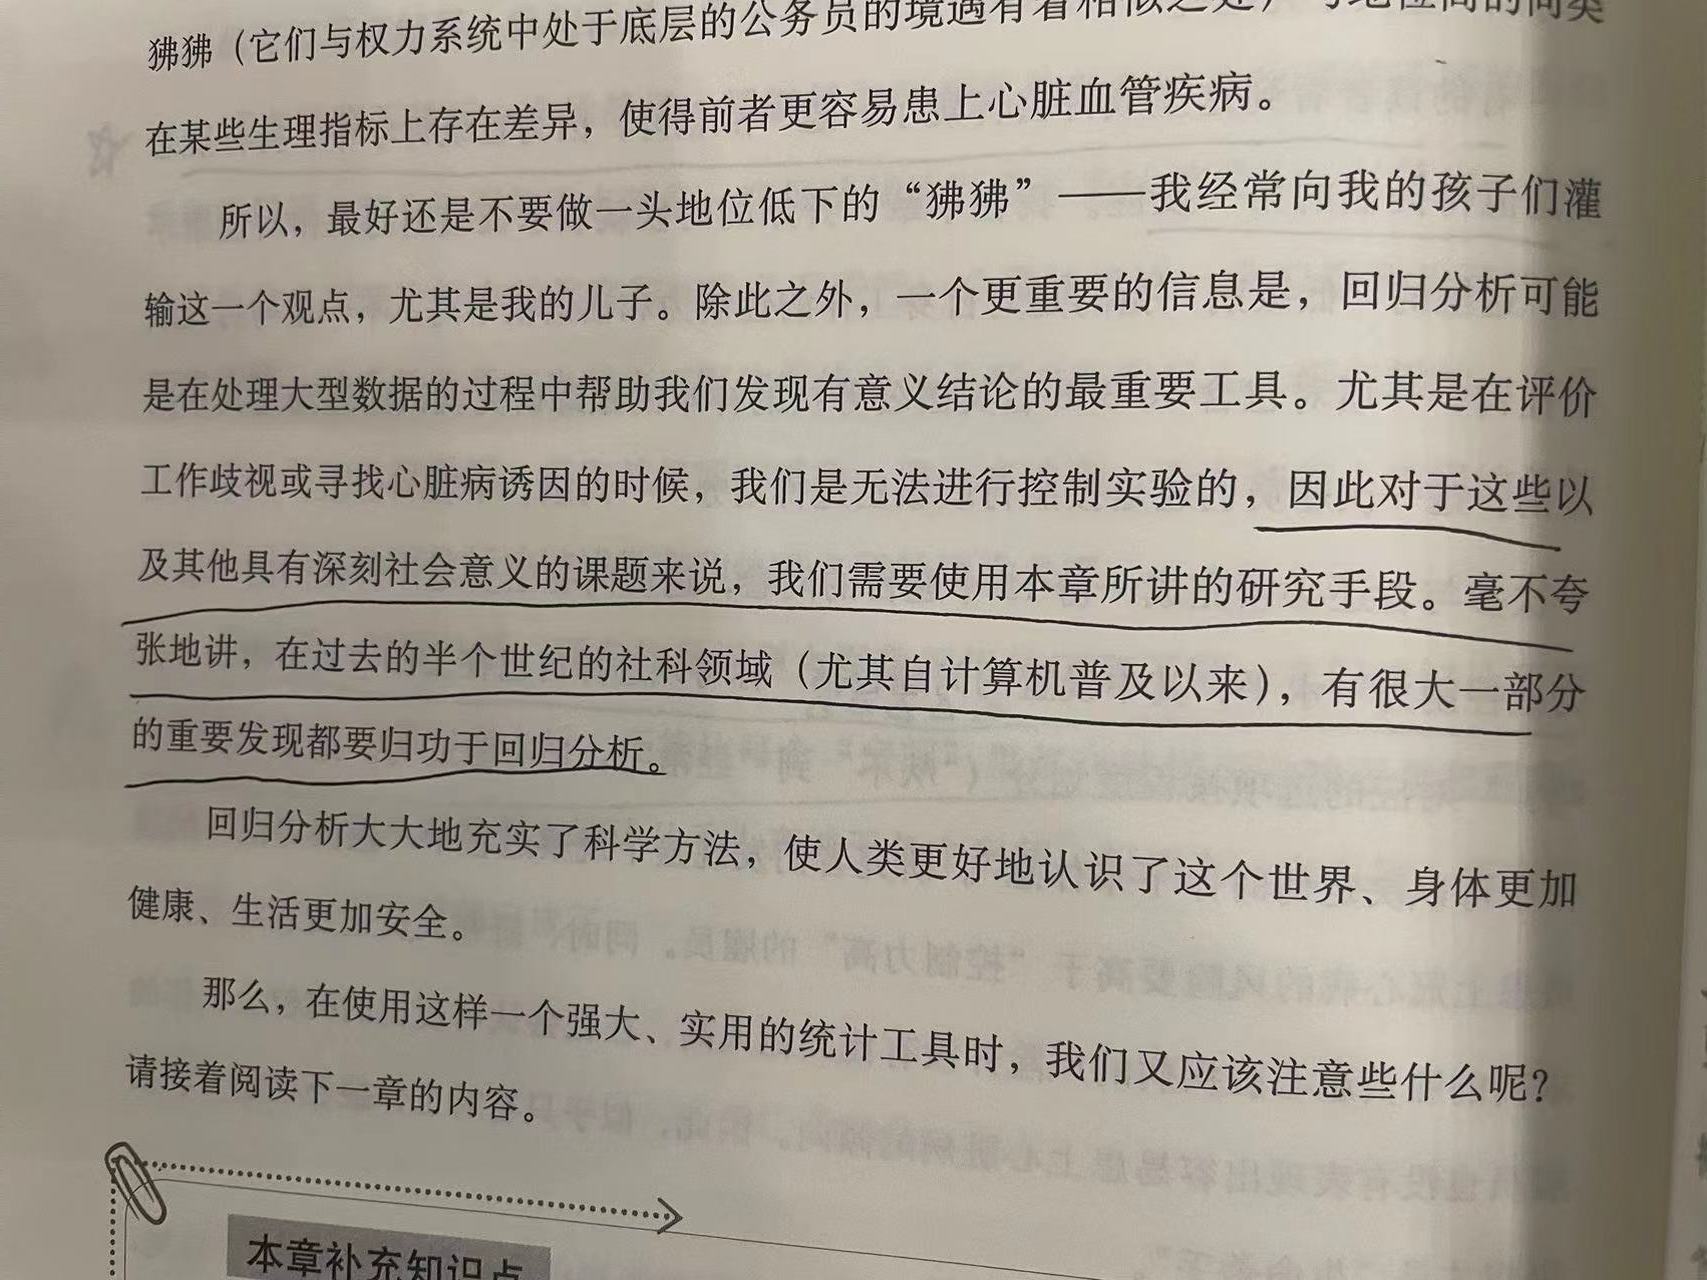 狒狒（它们与权力系统中处于底层的公务员的境遇有着相似之处）与地位高的同类
在某些生理指标上存在差异，使得前者更容易患上心脏血管疾病。
所以，最好还是不要做一头地位低下的“狒狒”——我经常向我的孩子们灌
输这一个观点，尤其是我的儿子。除此之外，一个更重要的信息是，回归分析可能
是在处理大型数据的过程中帮助我们发现有意义结论的最重要工具。尤其是在评价
工作歧视或寻找心脏病诱因的时候，我们是无法进行控制实验的，因此对于这些以
及其他具有深刻社会意义的课题来说，我们需要使用本章所讲的研究手段。毫不夸
张地讲，在过去的半个世纪的社科领域（尤其自计算机普及以来），有很大一部分
的重要发现都要归功于回归分析。
回归分析大大地充实了科学方法，使人类更好地认识了这个世界、身体更加
健康、生活更加安全。
那么，在使用这样一个强大、实用的统计工具时，我们又应该注意些什么呢？
请接着阅读下一章的内容。
本章补充知识点